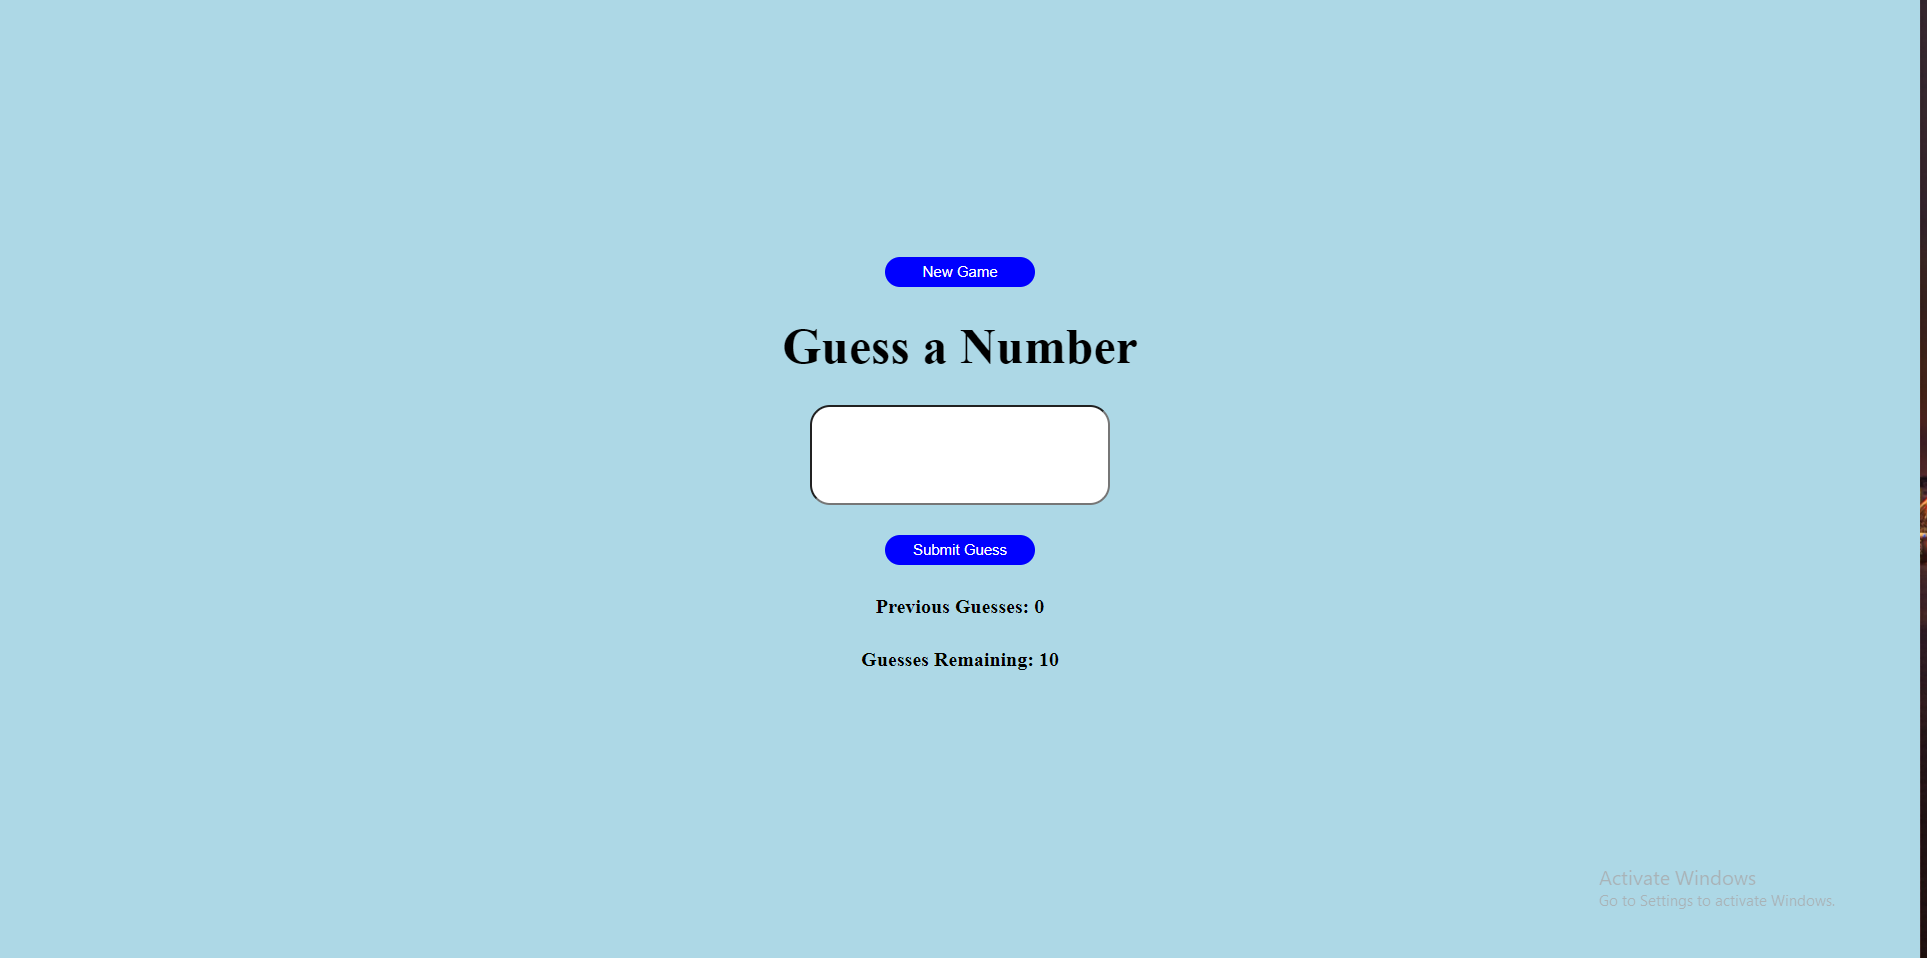 New Game
Guess a Number
Submit Guess
Previous Guesses: 0
Guesses Remaining: 10
Activate Windows
Go to Settings to activate Windows.